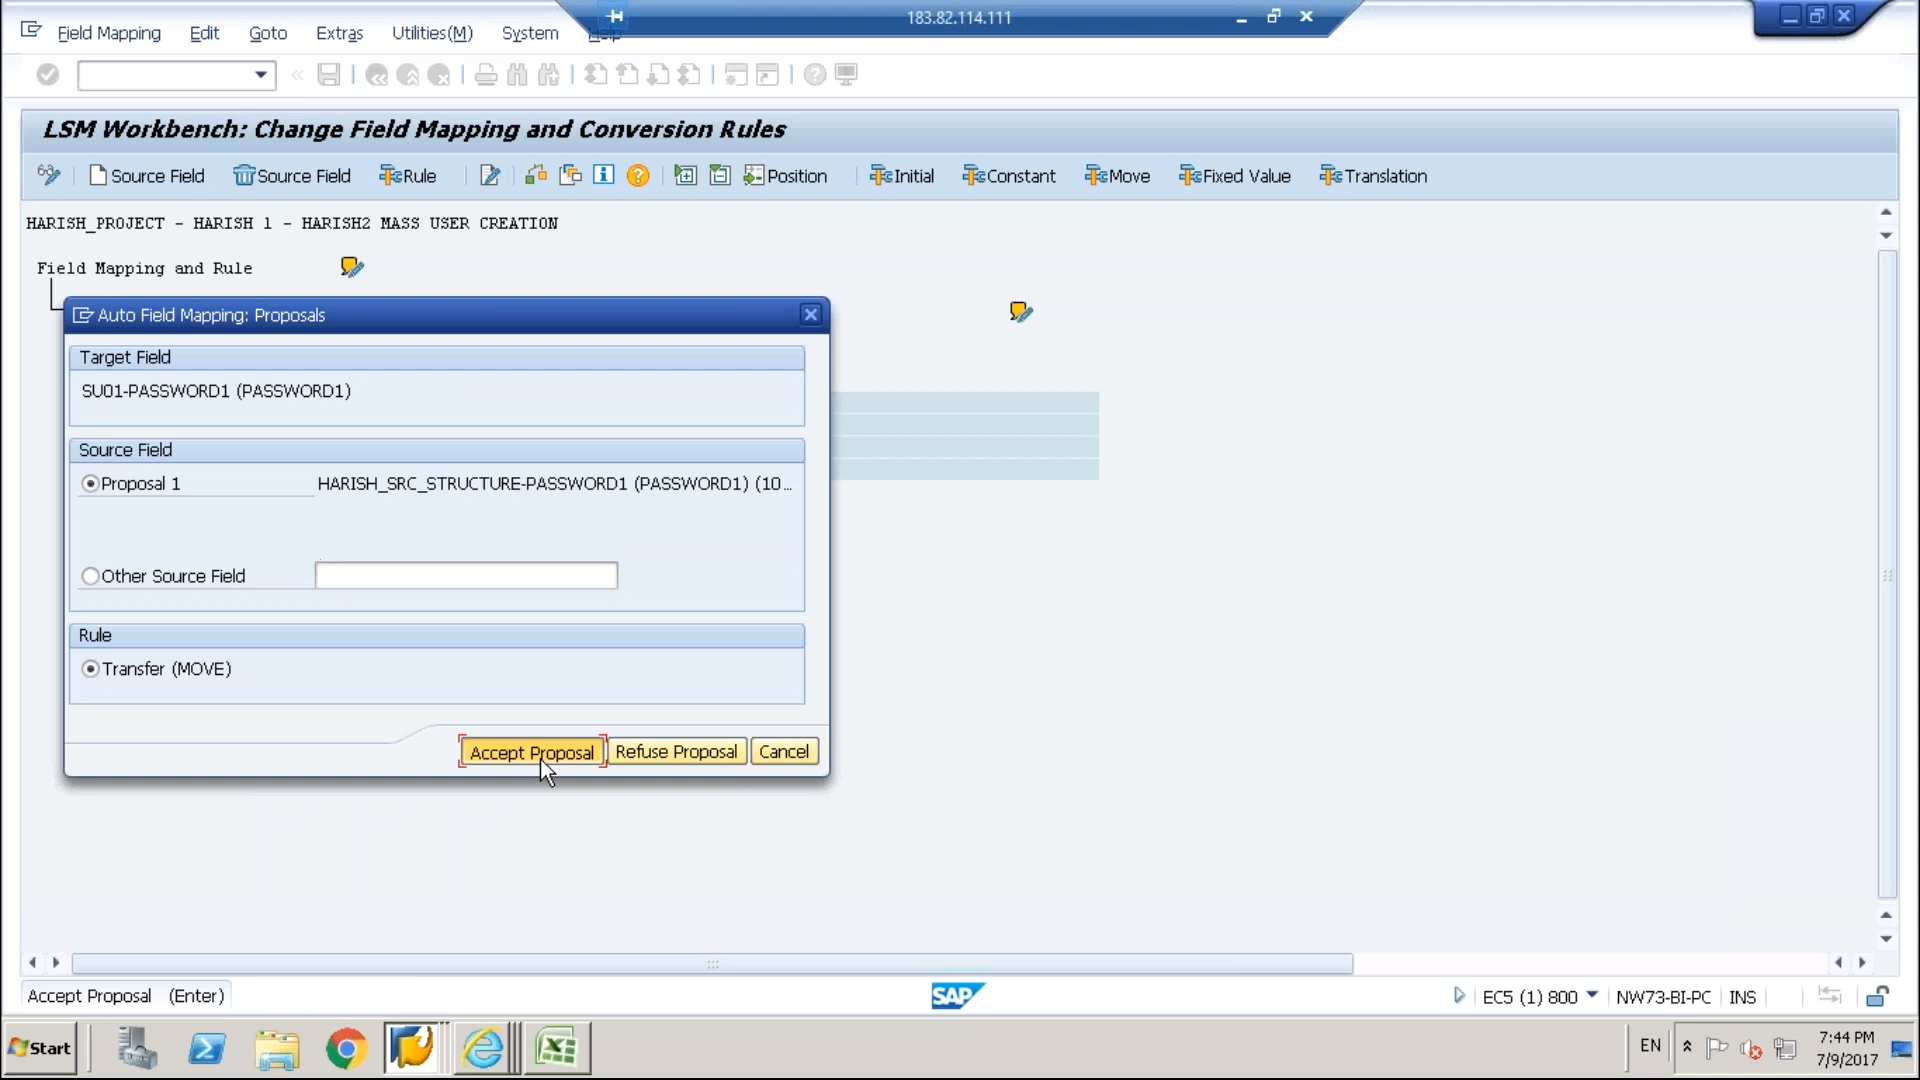 183.82.114.111
Field Mapping Edit Goto Extras Utilities(M) System Help
LSM Workbench: Change Field Mapping and Conversion Rules
Source Field Source Field Rule Position Initial Constant Move Fixed Value Translation
HARISH_PROJECT - HARISH 1 - HARISH2 MASS USER CREATION
Field Mapping and Rule
Auto Field Mapping: Proposals
Target Field
SU01-PASSWORD1 (PASSWORD1)
Source Field
Proposal 1 HARISH_SRC_STRUCTURE-PASSWORD1 (PASSWORD1) (10...
Other Source Field
Rule
Transfer (MOVE)
Accept Proposal Refuse Proposal Cancel
Accept Proposal (Enter) SAP EC5 (1) 800 NW73-BI-PC INS
Start EN 7:44 PM
7/9/2017